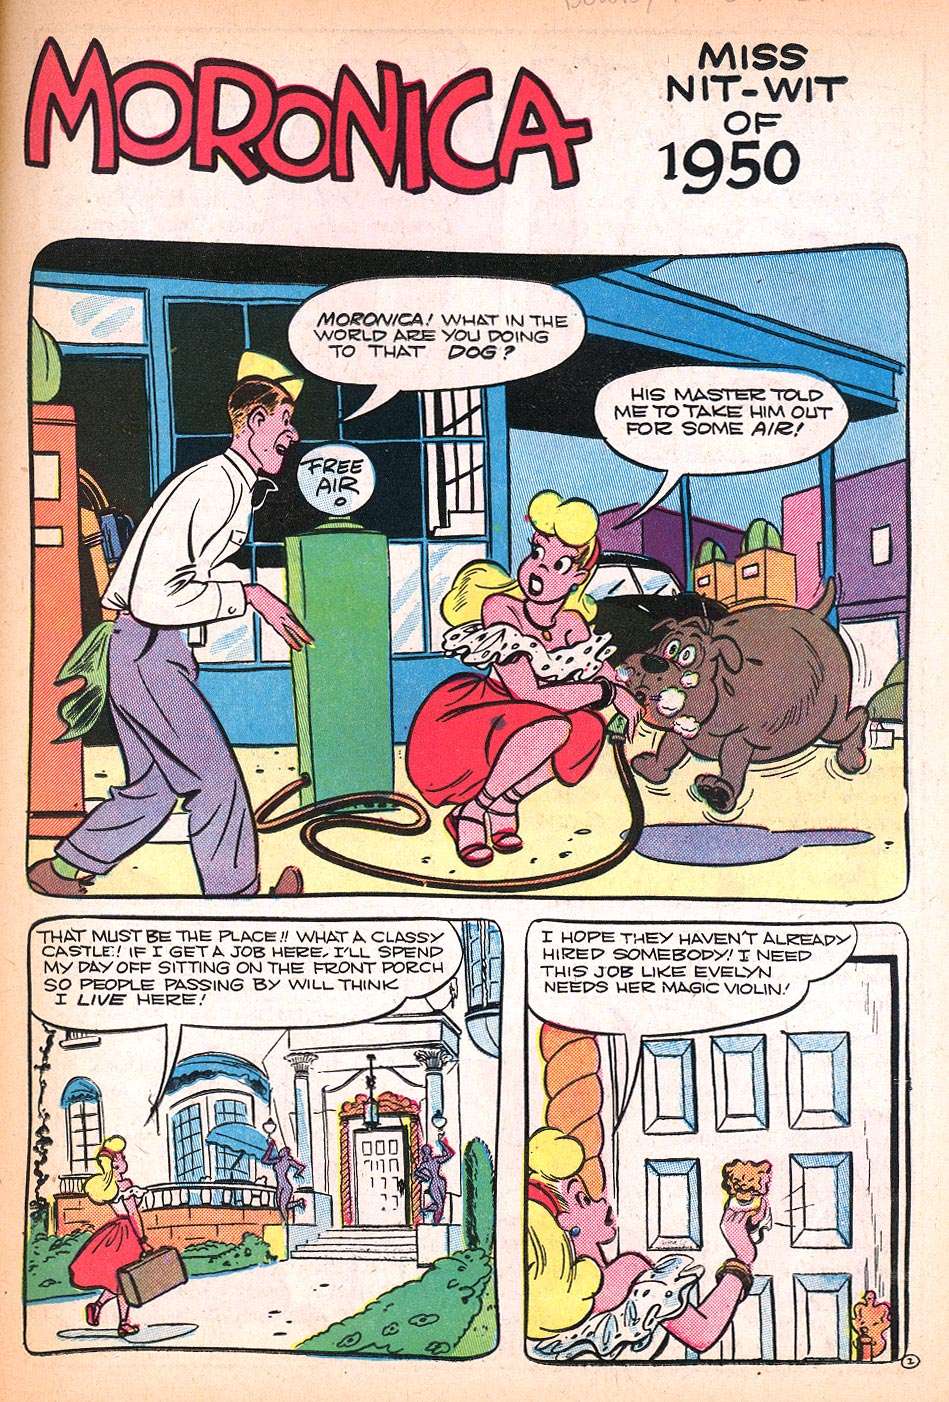 MORONICA
MISS
NIT-WIT
OF
1950
MORONICA! WHAT IN THE
WORLD ARE YOU DOING
TO THAT DOG?
HIS MASTER TOLD
ME TO TAKE HIM OUT
FOR SOME AIR!
FREE
AIR
THAT MUST BE THE PLACE!! WHAT A CLASSY
CASTLE! IF I GET A JOB HERE, I'LL SPEND
MY DAY OFF SITTING ON THE FRONT PORCH
SO PEOPLE PASSING BY WILL THINK
I LIVE HERE!
I HOPE THEY HAVEN'T ALREADY
HIRED SOMEBODY! I NEED
THIS JOB LIKE EVELYN
NEEDS HER MAGIC VIOLIN!